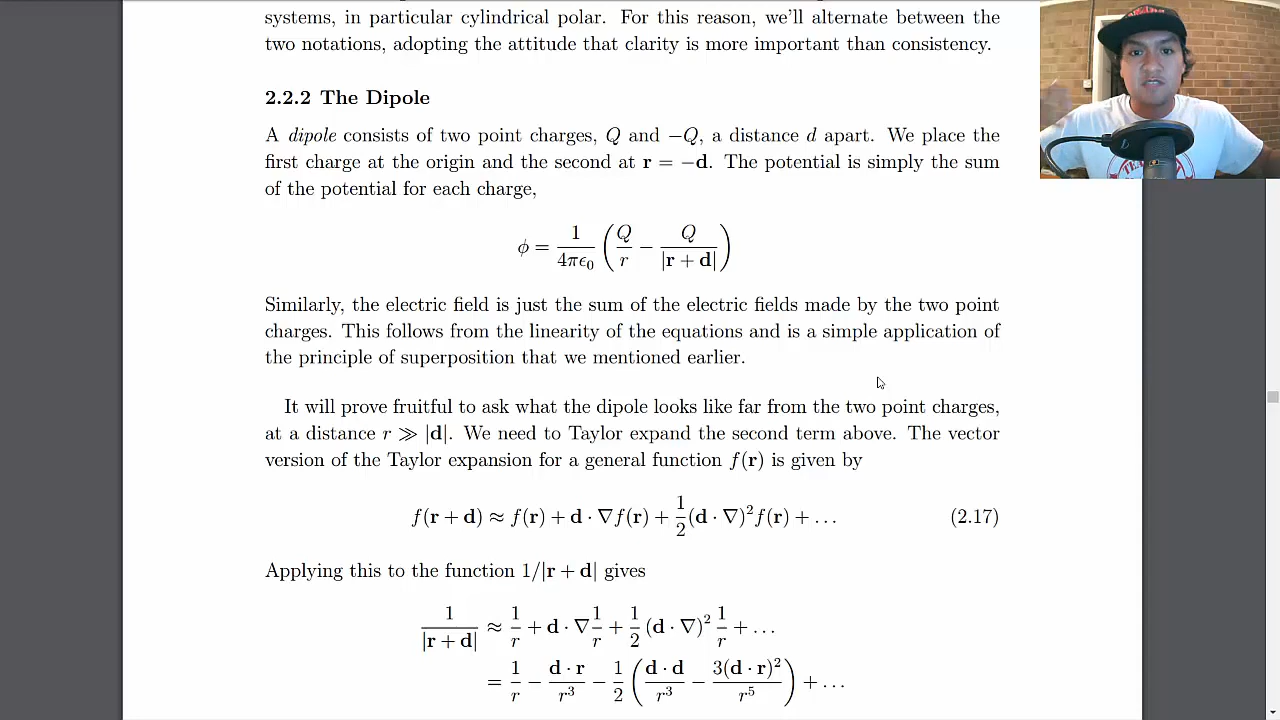 systems, in particular cylindrical polar. For this reason, we'll alternate between the
two notations, adopting the attitude that clarity is more important than consistency.
2.2.2 The Dipole
A dipole consists of two point charges, Q and −Q, a distance d apart. We place the
first charge at the origin and the second at r = −d. The potential is simply the sum
of the potential for each charge,
ϕ = 1/4πϵ₀ (Q/r − Q/|r + d|)
Similarly, the electric field is just the sum of the electric fields made by the two point
charges. This follows from the linearity of the equations and is a simple application of
the principle of superposition that we mentioned earlier.
It will prove fruitful to ask what the dipole looks like far from the two point charges,
at a distance r ≫ |d|. We need to Taylor expand the second term above. The vector
version of the Taylor expansion for a general function f(r) is given by
f(r + d) ≈ f(r) + d · ∇f(r) + 1/2(d · ∇)²f(r) + … (2.17)
Applying this to the function 1/|r + d| gives
1/|r + d| ≈ 1/r + d · ∇1/r + 1/2 (d · ∇)² 1/r + …
= 1/r − d · r/r³ − 1/2 (d · d/r³ − 3(d · r)²/r⁵) + …